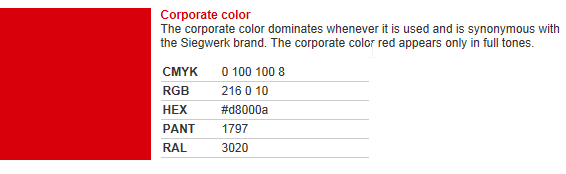 Corporate color
The corporate color dominates whenever it is used and is synonymous with
the Siegwerk brand. The corporate color red appears only in full tones.
CMYK 0 100 100 8
RGB 216 0 10
HEX #d8000a
PANT 1797
RAL 3020